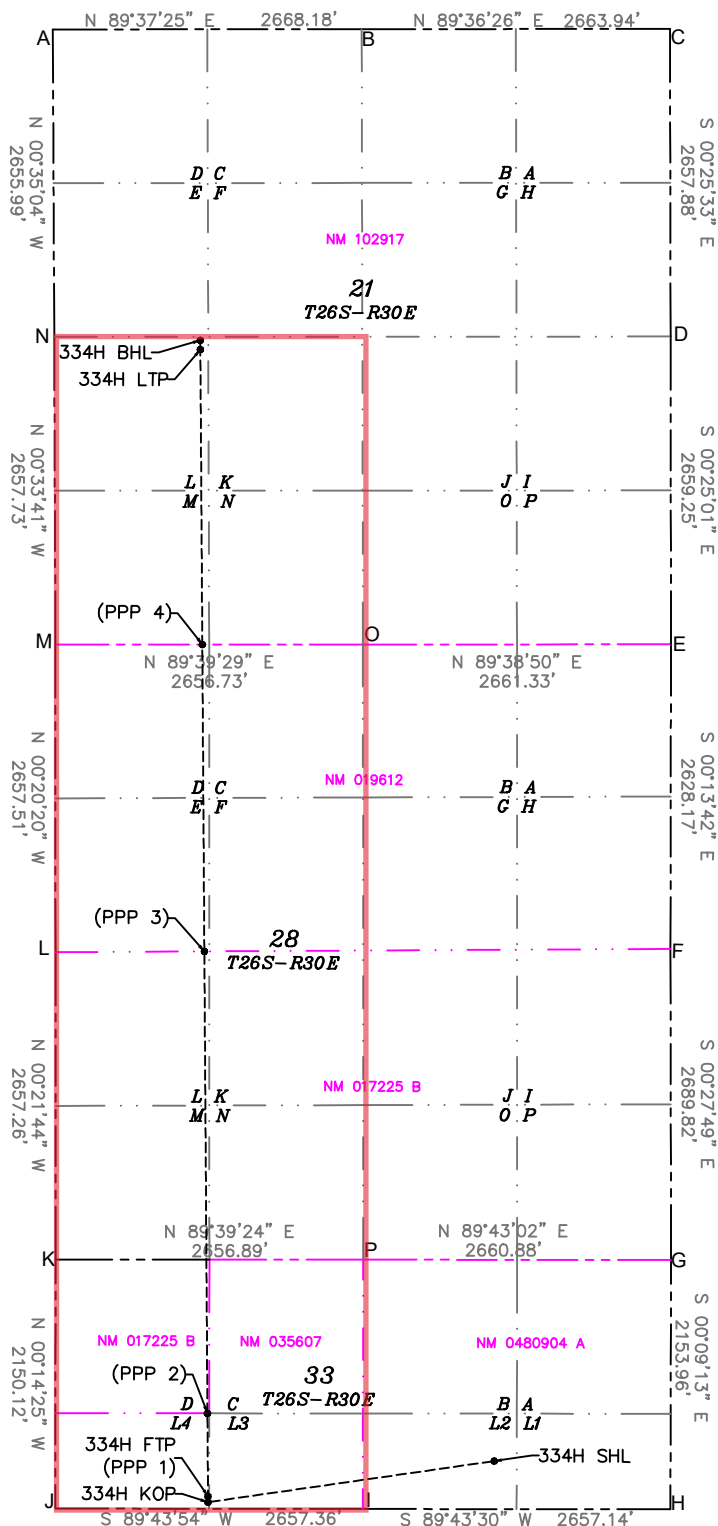 N 89°37'25" E 2668.18' N 89°36'26" E 2663.94'
A B C
N 00°35'04" W
2655.99'
S 00°25'33" E
2657.88'
D C B A
E F G H
NM 102917
21
T26S-R30E
N D
334H BHL
334H LTP
N 00°33'41" W
2657.73'
S 00°25'01" E
2659.25'
L K J I
M N O P
(PPP 4)
M O E
N 89°39'29" E
2656.73'
N 89°38'50" E
2661.33'
N 00°20'20" W
2657.51'
S 00°13'42" E
2628.17'
NM 019612
D C B A
E F G H
(PPP 3)
L F
28
T26S-R30E
N 00°21'44" W
2657.26'
S 00°27'49" E
2689.82'
NM 017225 B
L K J I
M N O P
N 89°39'24" E
2656.89'
N 89°43'02" E
2660.88'
K P G
N 00°14'25" W
2150.12'
S 00°09'13" E
2153.96'
NM 017225 B NM 035607 NM 0480904 A
33
T26S-R30E
(PPP 2)
D C B A
L4 L3 L2 L1
334H FTP
(PPP 1)
334H KOP
334H SHL
J I H
S 89°43'54" W 2657.36' S 89°43'30" W 2657.14'